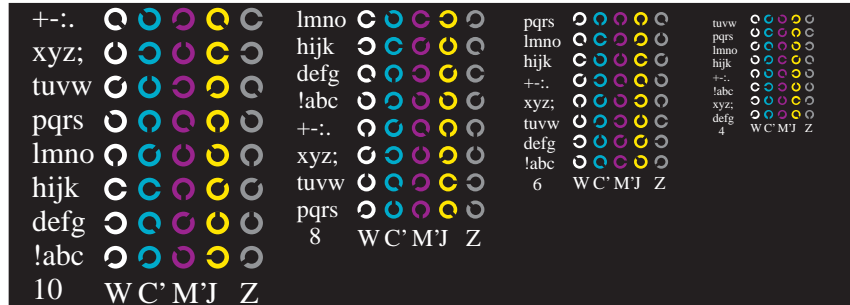 +-:.
xyz;
tuvw
pqrs
lmno
hijk
defg
!abc
10 W C' M'J Z
lmno
hijk
defg
!abc
+-:.
xyz;
tuvw
pqrs
8 W C' M'J Z
pqrs
lmno
hijk
+-:.
xyz;
tuvw
defg
!abc
6 W C' M'J Z
tuvw
pqrs
lmno
hijk
+-:.
!abc
xyz;
defg
4 W C' M'J Z